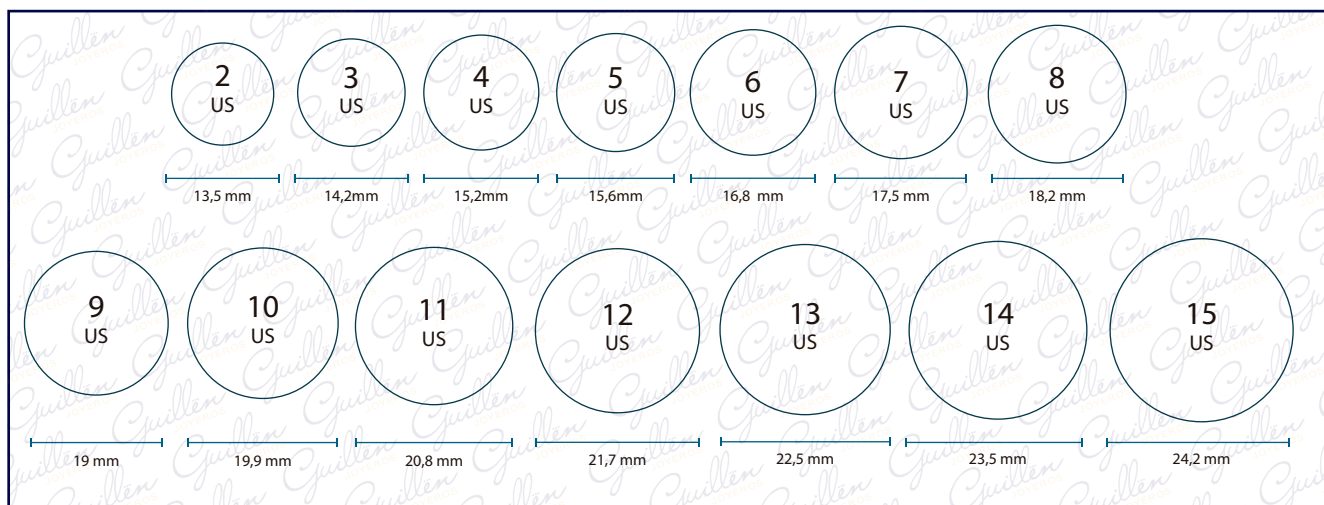 2
US
3
US
4
US
5
US
6
US
7
US
8
US
13,5 mm
14,2mm
15,2mm
15,6mm
16,8 mm
17,5 mm
18,2 mm
9
US
10
US
11
US
12
US
13
US
14
US
15
US
19 mm
19,9 mm
20,8 mm
21,7 mm
22,5 mm
23,5 mm
24,2 mm
Guillén
JOYEROS